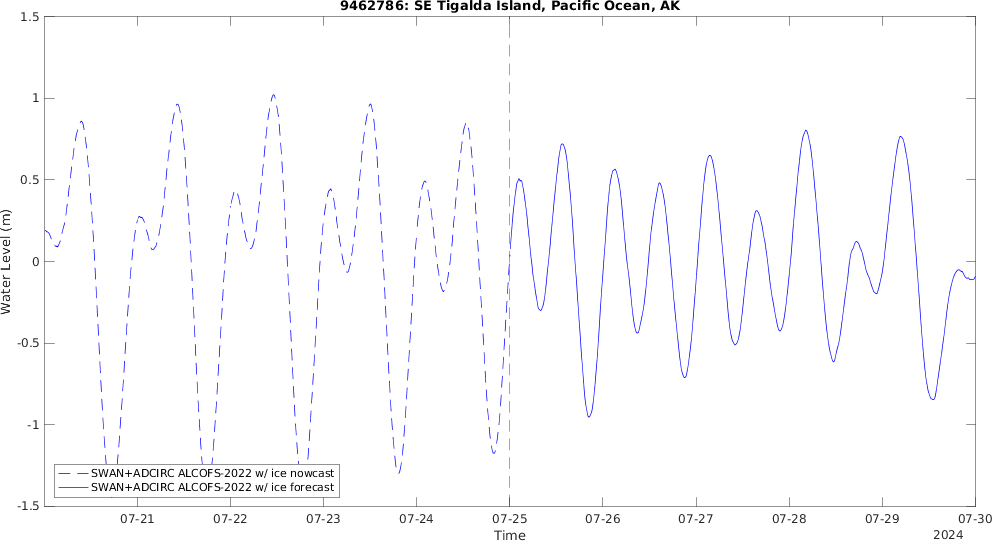 9462786: SE Tigalda Island, Pacific Ocean, AK
1.5
1
0.5
0
-0.5
-1
-1.5
Water Level (m)
SWAN+ADCIRC ALCOFS-2022 w/ ice nowcast
SWAN+ADCIRC ALCOFS-2022 w/ ice forecast
07-21 07-22 07-23 07-24 07-25 07-26 07-27 07-28 07-29 07-30
Time
2024